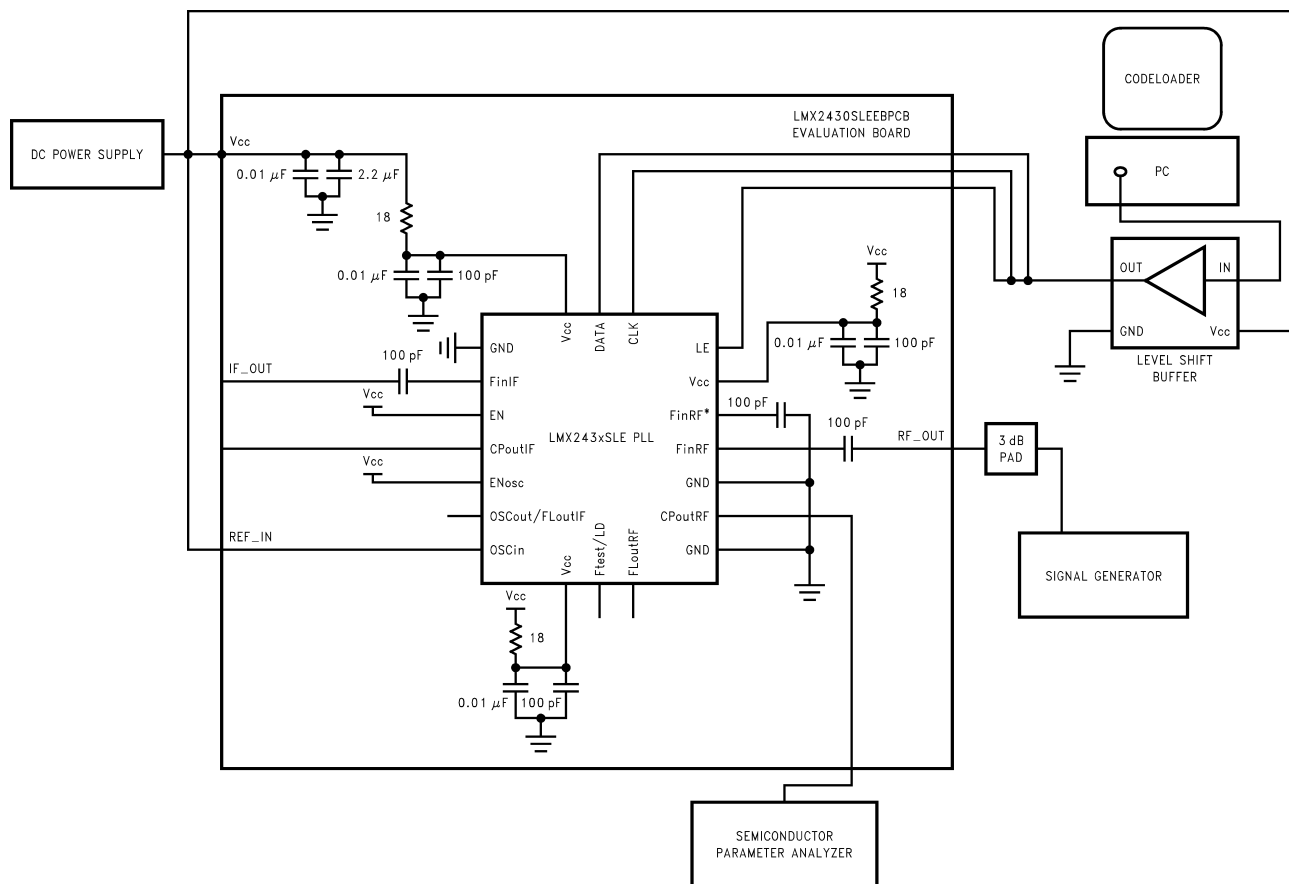 CODELOADER
LMX2430SLEEBPCB
EVALUATION BOARD
DC POWER SUPPLY
Vcc
PC
0.01 µF
2.2 µF
18
Vcc
OUT
IN
0.01 µF
100 pF
18
GND
Vcc
LEVEL SHIFT
BUFFER
Vcc
DATA
CLK
GND
LE
0.01 µF
100 pF
100 pF
IF_OUT
FinIF
Vcc
Vcc
EN
FinRF*
100 pF
100 pF
LMX243xSLE PLL
RF_OUT
3 dB
PAD
CPoutIF
FinRF
Vcc
ENosc
GND
OSCout/FLoutIF
CPoutRF
REF_IN
OSCin
GND
Vcc
Ftest/LD
FLoutRF
SIGNAL GENERATOR
Vcc
18
0.01 µF
100 pF
SEMICONDUCTOR
PARAMETER ANALYZER